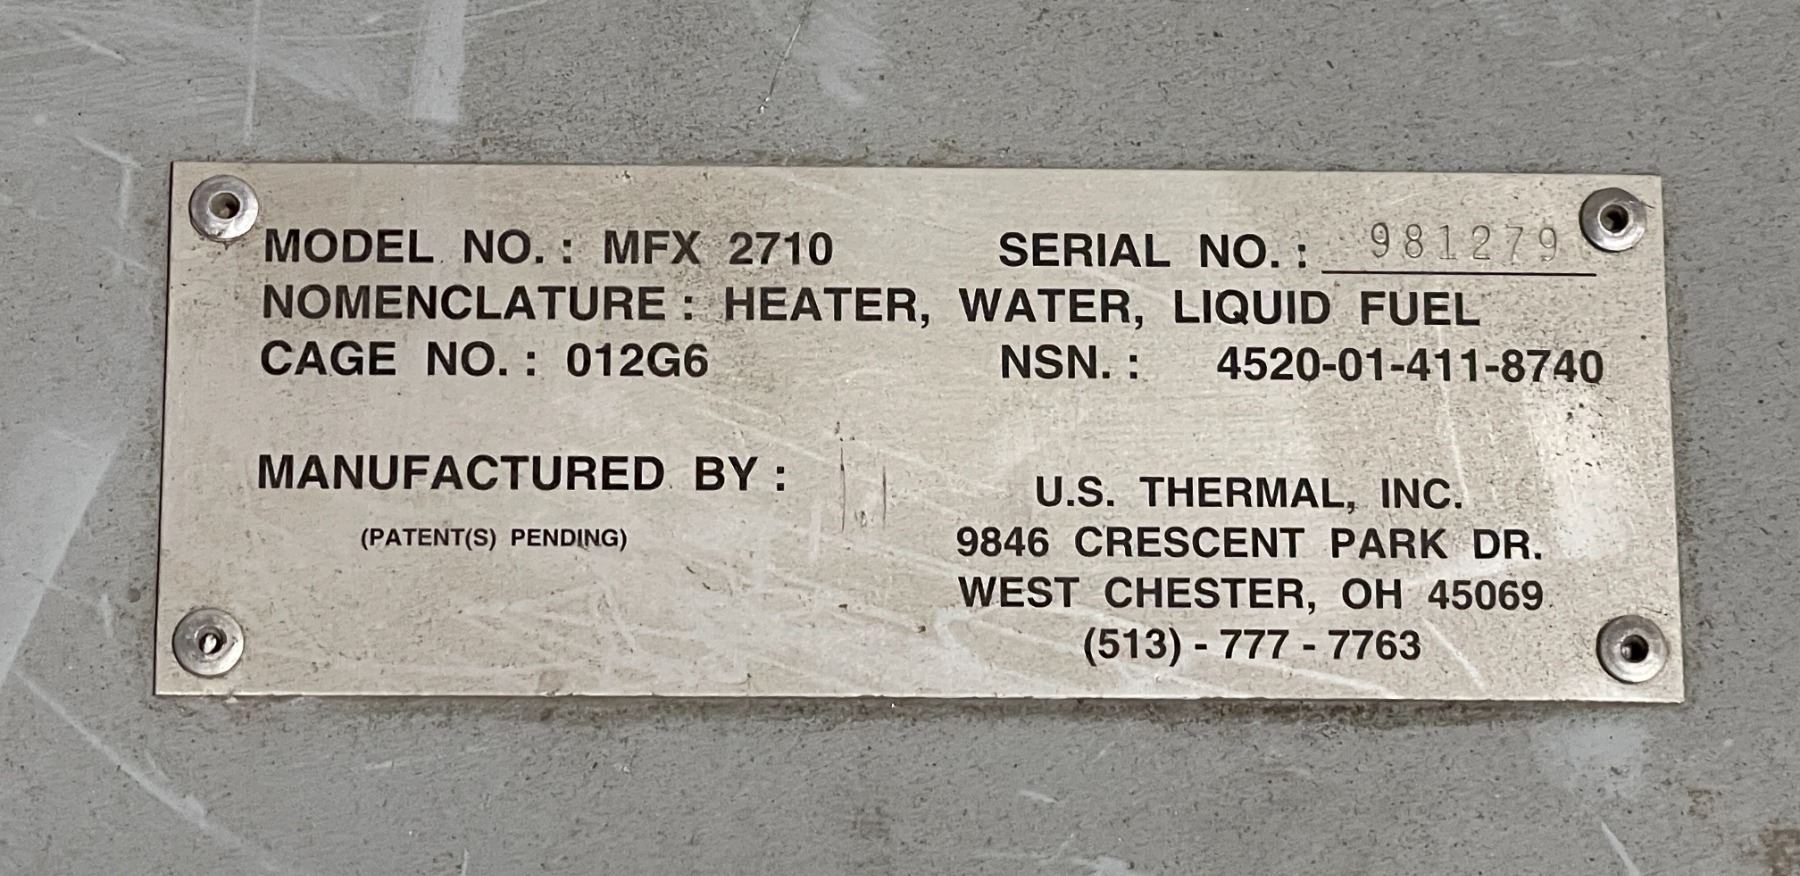 MODEL NO.: MFX 2710 SERIAL NO.: 981279
NOMENCLATURE: HEATER, WATER, LIQUID FUEL
CAGE NO.: 012G6 NSN.: 4520-01-411-8740
MANUFACTURED BY:
(PATENT(S) PENDING)
U.S. THERMAL, INC.
9846 CRESCENT PARK DR.
WEST CHESTER, OH 45069
(513) - 777 - 7763